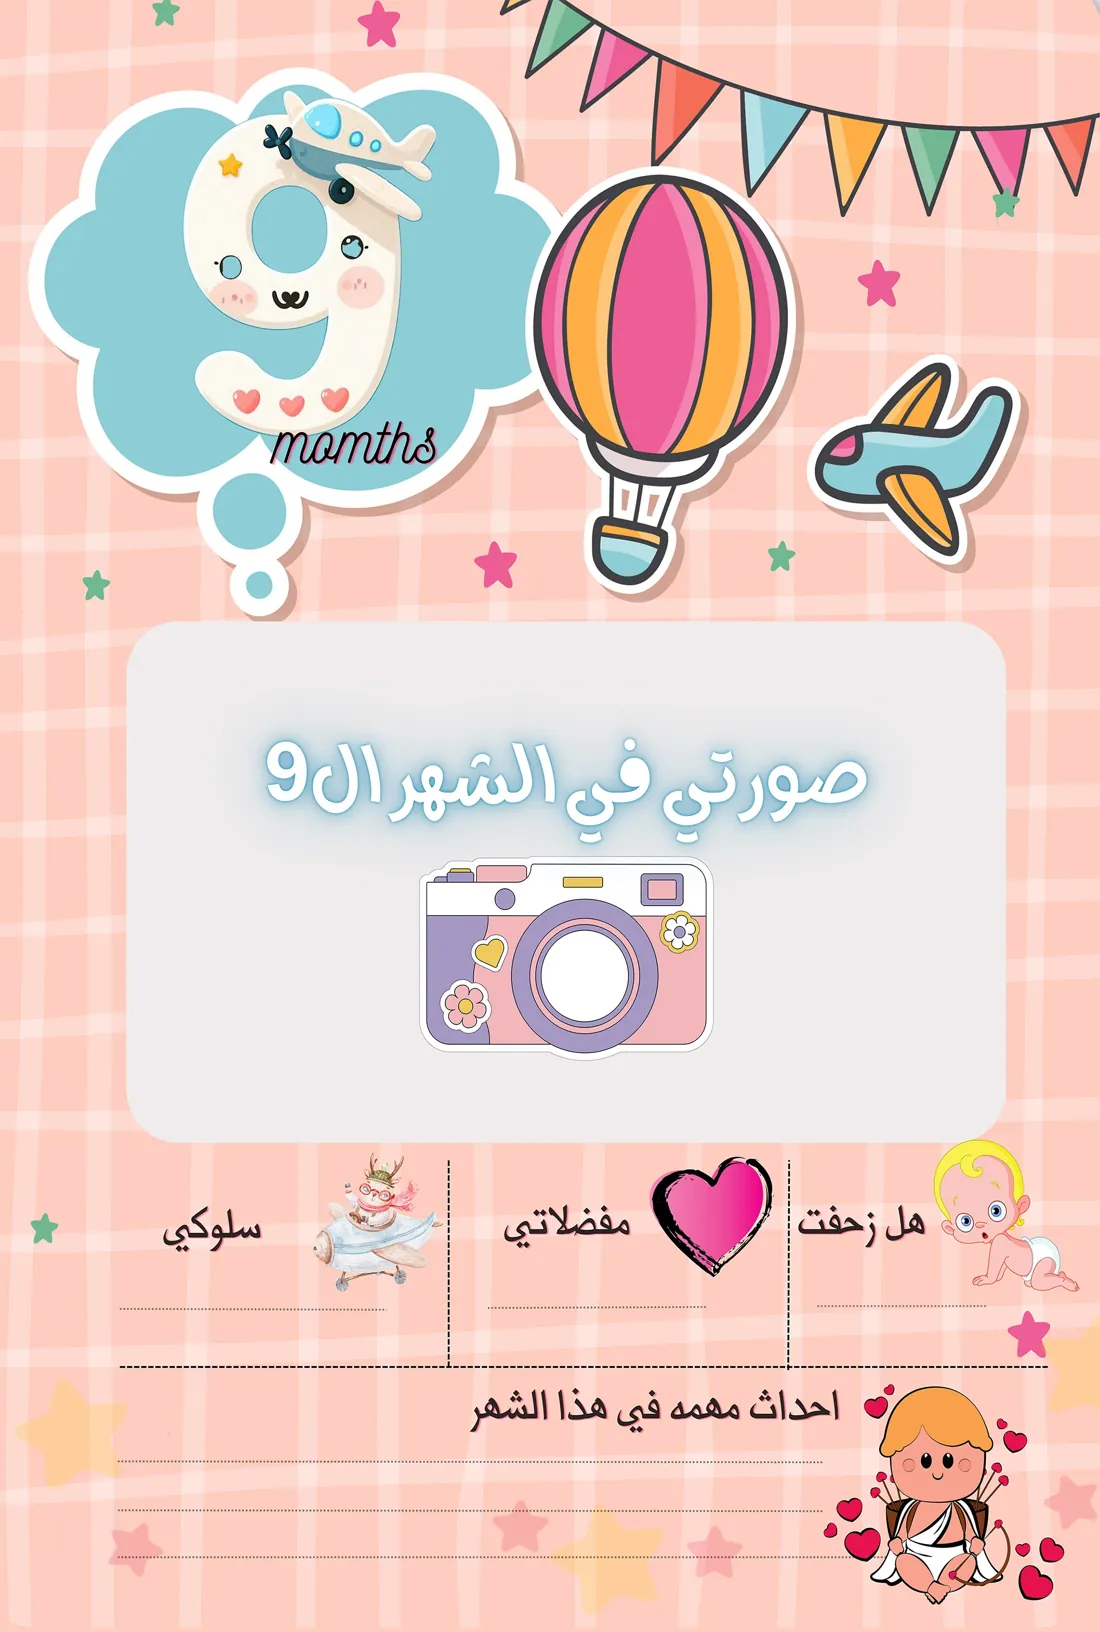 9
momths
صورتي في الشهر ال9
هل زحفت
مفضلاتي
سلوكي
احداث مهمه في هذا الشهر